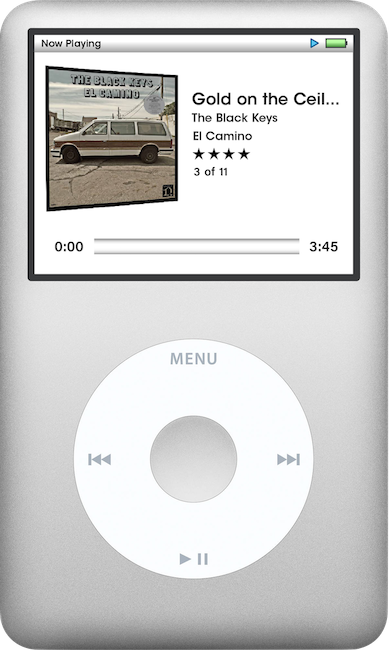 Now Playing
THE BLACK KEYS
EL CAMINO
Gold on the Ceil...
The Black Keys
El Camino
★★★★
3 of 11
0:00
3:45
MENU